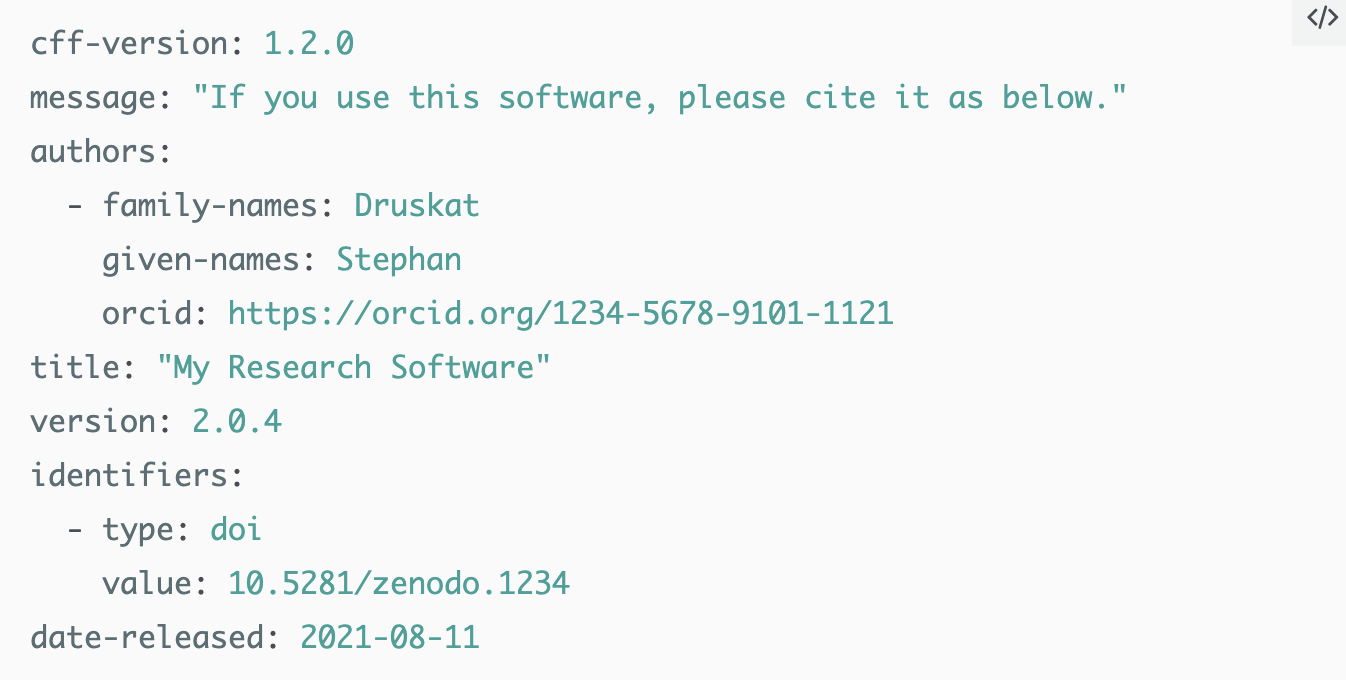 cff-version: 1.2.0
message: "If you use this software, please cite it as below."
authors:
  - family-names: Druskat
    given-names: Stephan
    orcid: https://orcid.org/1234-5678-9101-1121
title: "My Research Software"
version: 2.0.4
identifiers:
  - type: doi
    value: 10.5281/zenodo.1234
date-released: 2021-08-11